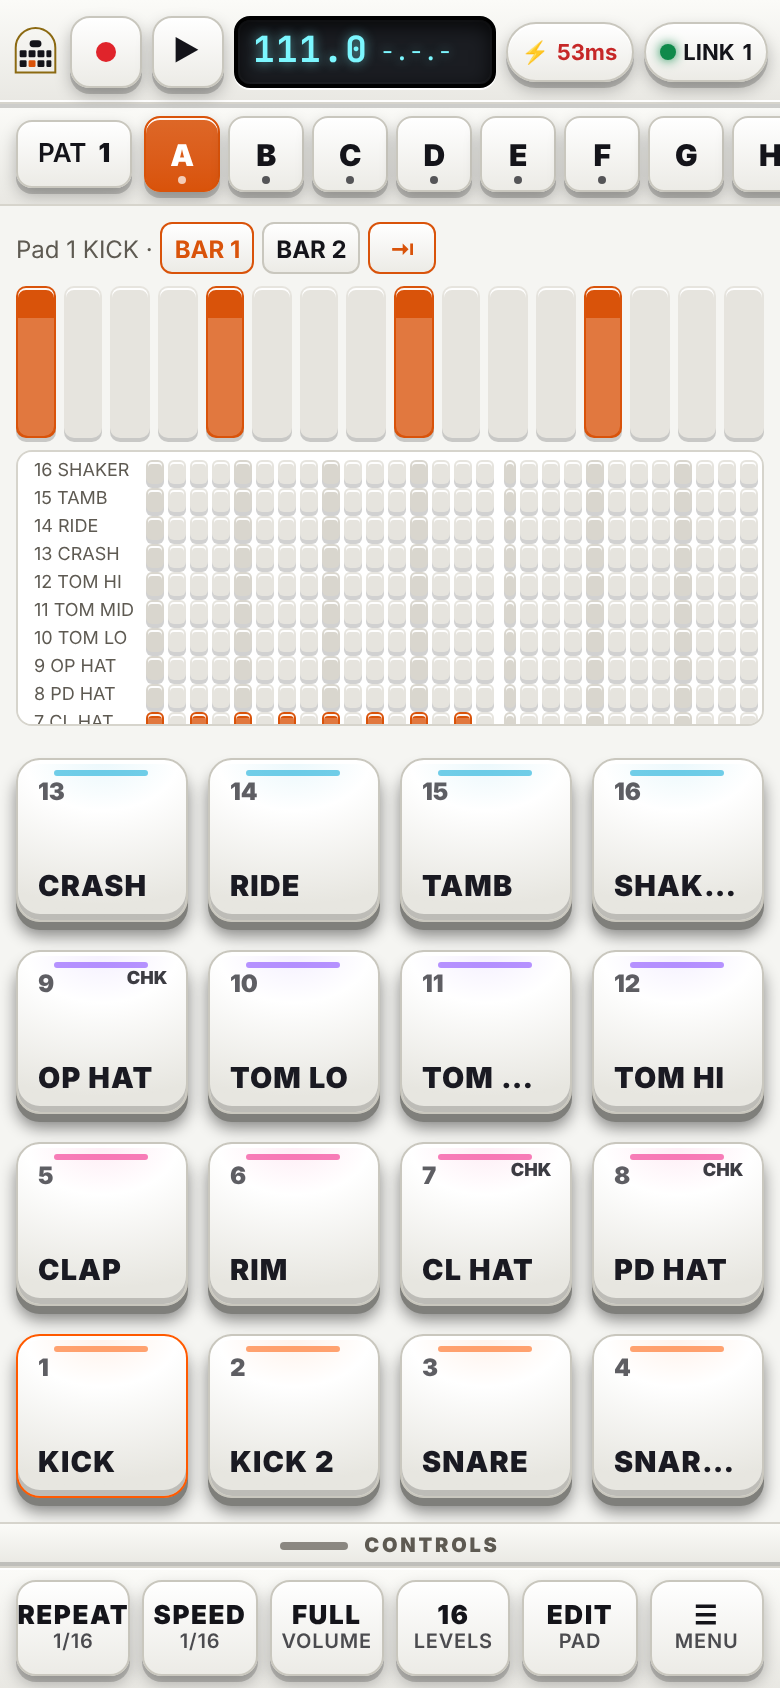 111.0 -.-.-
⚡ 53ms
LINK 1
PAT 1
A B C D E F G H
Pad 1 KICK · BAR 1 BAR 2 ⇥
16 SHAKER
15 TAMB
14 RIDE
13 CRASH
12 TOM HI
11 TOM MID
10 TOM LO
9 OP HAT
8 PD HAT
7 CL HAT
13 14 15 16
CRASH RIDE TAMB SHAK...
9 CHK 10 11 12
OP HAT TOM LO TOM ... TOM HI
5 6 7 CHK 8 CHK
CLAP RIM CL HAT PD HAT
1 2 3 4
KICK KICK 2 SNARE SNAR...
CONTROLS
REPEAT SPEED FULL 16 EDIT ☰
1/16 1/16 VOLUME LEVELS PAD MENU